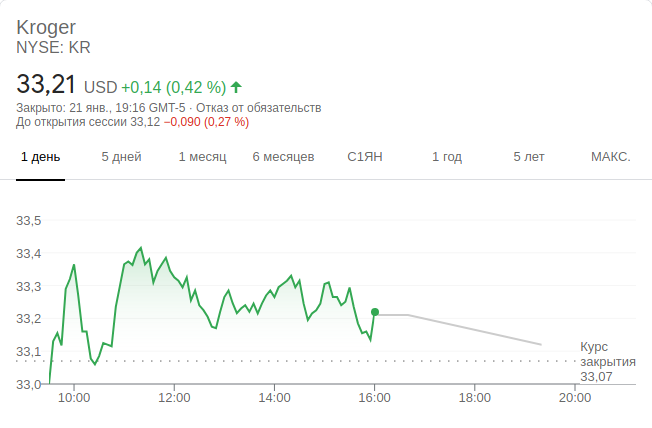 Kroger
NYSE: KR
33,21 USD +0,14 (0,42 %)
Закрыто: 21 янв., 19:16 GMT-5 · Отказ от обязательств
До открытия сессии 33,12 −0,090 (0,27 %)
1 день 5 дней 1 месяц 6 месяцев С1ЯН 1 год 5 лет МАКС.
33,5
33,4
33,3
33,2
33,1
33,0
Курс
закрытия
33,07
10:00 12:00 14:00 16:00 18:00 20:00